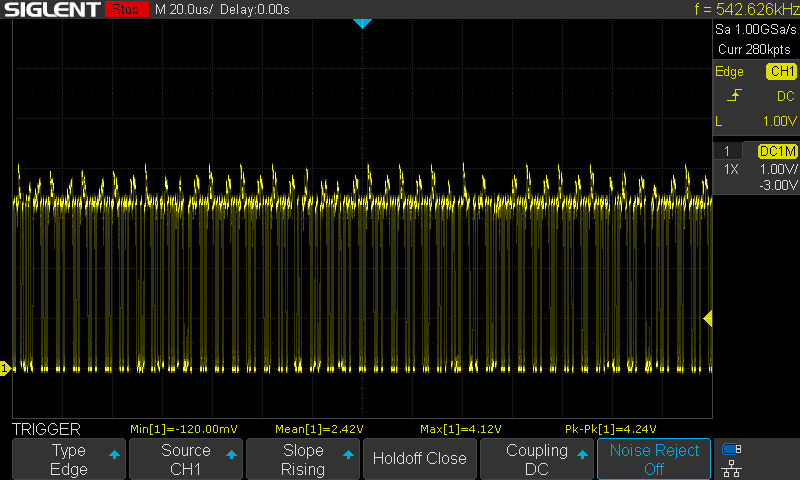 SIGLENT Stop M 20.0us/ Delay:0.00s f = 542.626kHz
Sa 1.00GSa/s
Curr 280kpts
Edge CH1
DC
L 1.00V
1 DC1M
1X 1.00V/
-3.00V
1
TRIGGER Min[1]=-120.00mV Mean[1]=2.42V Max[1]=4.12V Pk-Pk[1]=4.24V
Type Source Slope Holdoff Close Coupling Noise Reject
Edge CH1 Rising DC Off